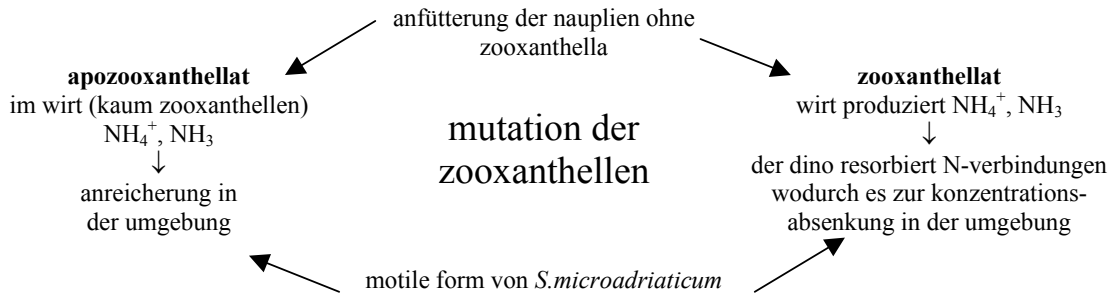 anfütterung der nauplien ohne
zooxanthella
apozooxanthellat
im wirt (kaum zooxanthellen)
NH₄⁺, NH₃
↓
anreicherung in
der umgebung
mutation der
zooxanthellen
zooxanthellat
wirt produziert NH₄⁺, NH₃
↓
der dino resorbiert N-verbindungen
wodurch es zur konzentrations-
absenkung in der umgebung
motile form von S.microadriaticum